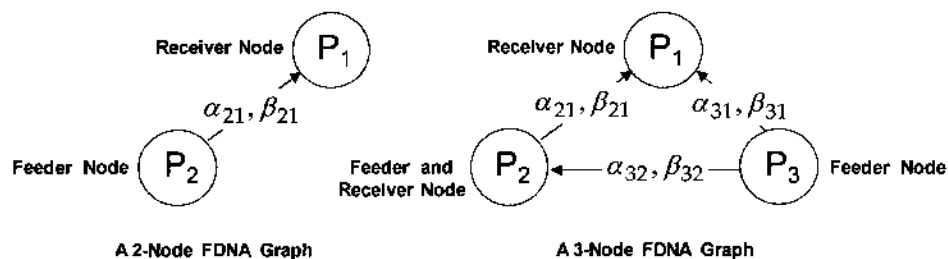 Receiver Node
P1
α21, β21
Feeder Node
P2
A 2-Node FDNA Graph
Receiver Node
P1
α21, β21
α31, β31
Feeder and
Receiver Node
P2
α32, β32
P3
Feeder Node
A 3-Node FDNA Graph